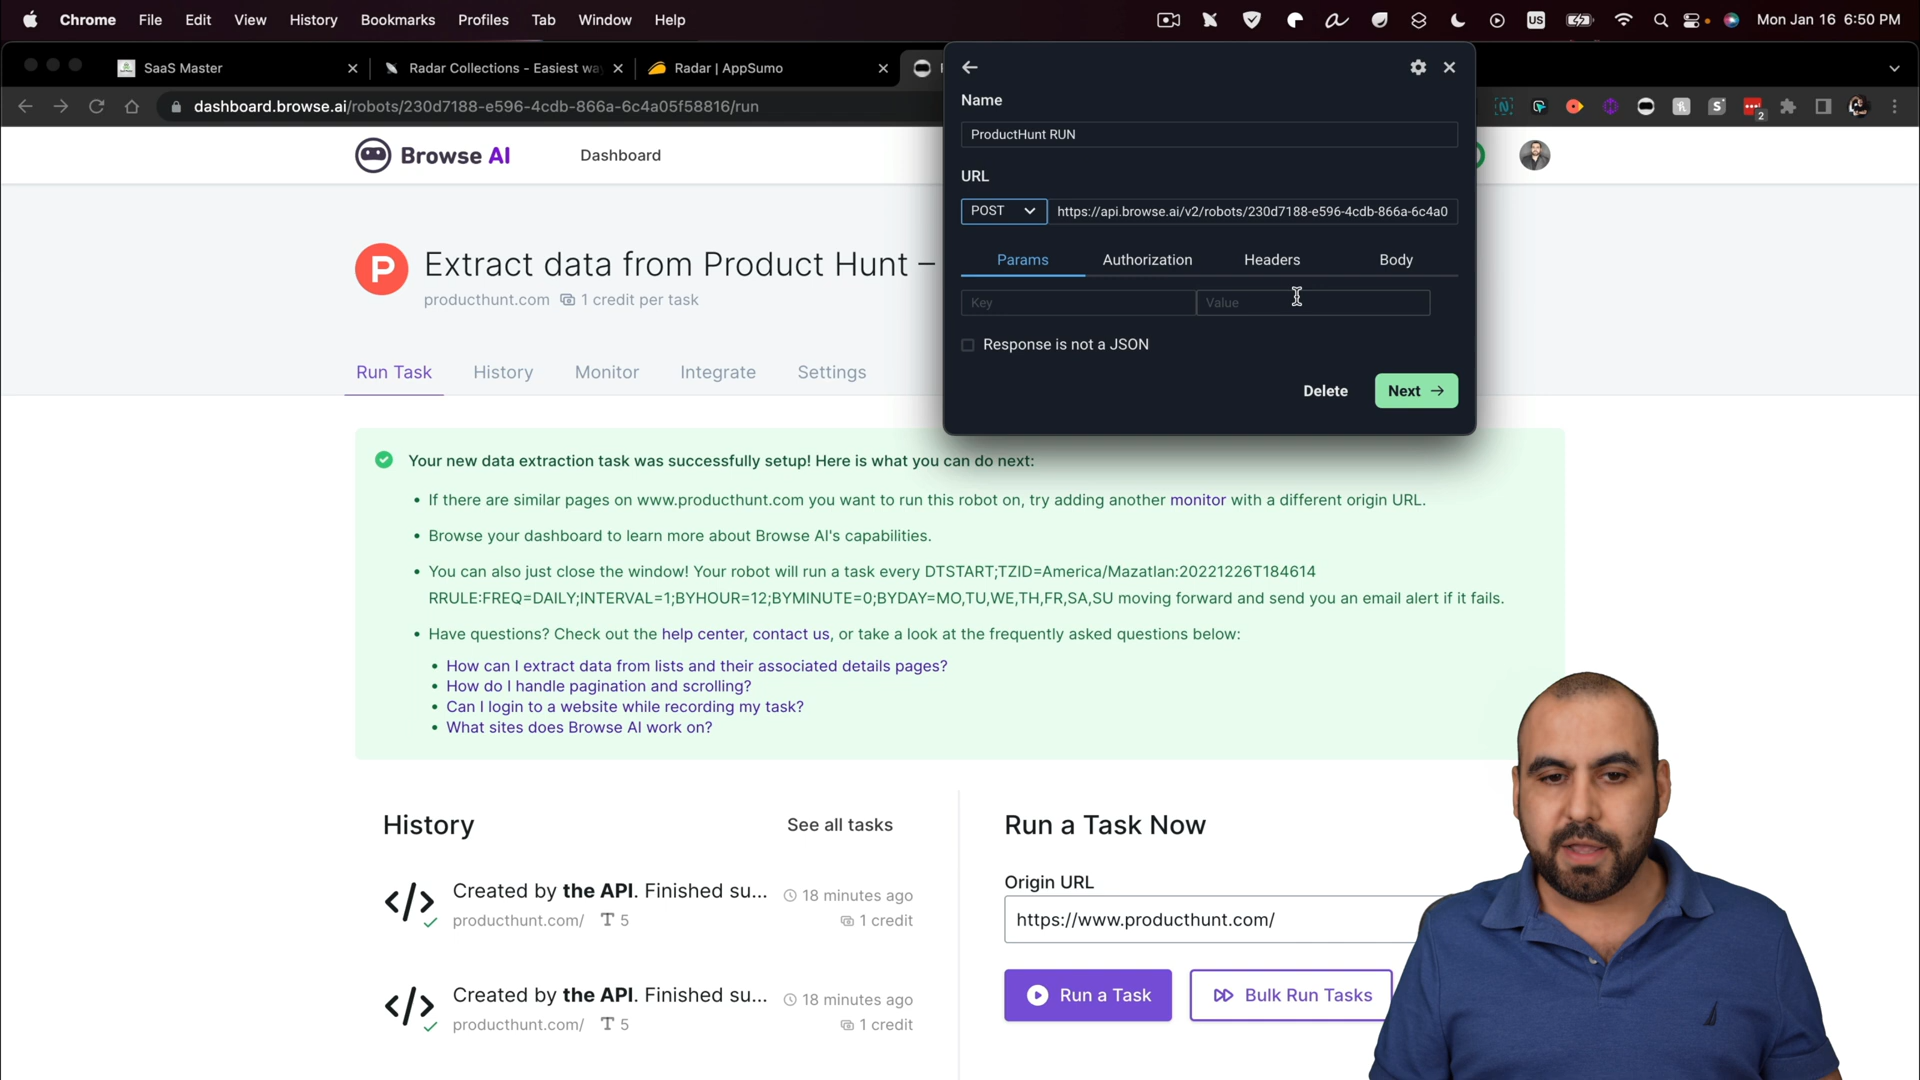 Chrome File Edit View History Bookmarks Profiles Tab Window Help
US Mon Jan 16 6:50 PM
SaaS Master
Radar Collections - Easiest wa
Radar | AppSumo
dashboard.browse.ai/robots/230d7188-e596-4cdb-866a-6c4a05f58816/run
2
Browse AI Dashboard
Name
ProductHunt RUN
URL
POST https://api.browse.ai/v2/robots/230d7188-e596-4cdb-866a-6c4a0
Params Authorization Headers Body
Key Value
Response is not a JSON
Delete Next
P
Extract data from Product Hunt –
producthunt.com 1 credit per task
Run Task History Monitor Integrate Settings
Your new data extraction task was successfully setup! Here is what you can do next:
• If there are similar pages on www.producthunt.com you want to run this robot on, try adding another monitor with a different origin URL.
• Browse your dashboard to learn more about Browse AI's capabilities.
• You can also just close the window! Your robot will run a task every DTSTART;TZID=America/Mazatlan:20221226T184614
RRULE:FREQ=DAILY;INTERVAL=1;BYHOUR=12;BYMINUTE=0;BYDAY=MO,TU,WE,TH,FR,SA,SU moving forward and send you an email alert if it fails.
• Have questions? Check out the help center, contact us, or take a look at the frequently asked questions below:
• How can I extract data from lists and their associated details pages?
• How do I handle pagination and scrolling?
• Can I login to a website while recording my task?
• What sites does Browse AI work on?
History See all tasks
Created by the API. Finished su... 18 minutes ago
producthunt.com/ T 5 1 credit
Created by the API. Finished su... 18 minutes ago
producthunt.com/ T 5 1 credit
Run a Task Now
Origin URL
https://www.producthunt.com/
Run a Task Bulk Run Tasks